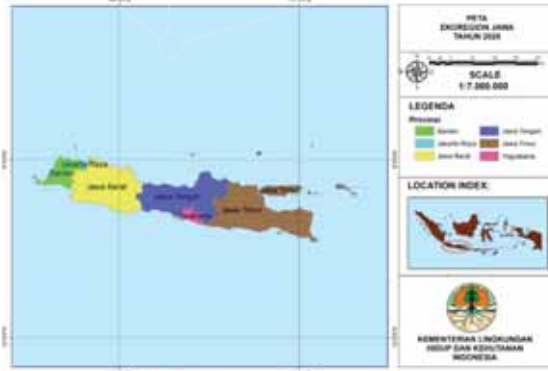 PETA
EKOREGION JAWA
TAHUN 2020
SCALE
1:7.000.000
LEGENDA
Provinsi
Banten
Jakarta Raya
Jawa Barat
Jawa Tengah
Jawa Timur
Yogyakarta
LOCATION INDEX:
KEMENTERIAN LINGKUNGAN
HIDUP DAN KEHUTANAN
INDONESIA
Jakarta Raya
Banten
Jawa Barat
Jawa Tengah
Jawa Timur